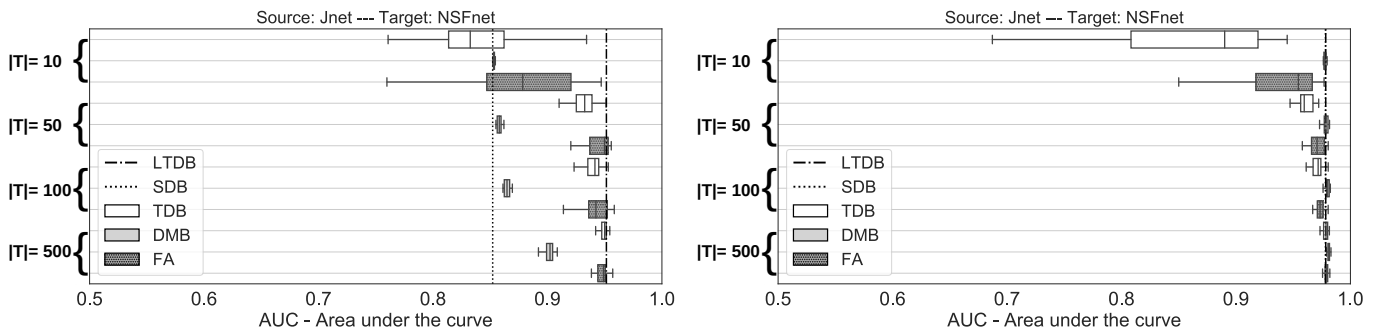 Source: Jnet --- Target: NSFnet
|T|= 10 {
|T|= 50 {
|T|= 100 {
|T|= 500 {
LTDB
SDB
TDB
DMB
FA
0.5 0.6 0.7 0.8 0.9 1.0
AUC - Area under the curve
Source: Jnet --- Target: NSFnet
|T|= 10 {
|T|= 50 {
|T|= 100 {
|T|= 500 {
LTDB
SDB
TDB
DMB
FA
0.5 0.6 0.7 0.8 0.9 1.0
AUC - Area under the curve